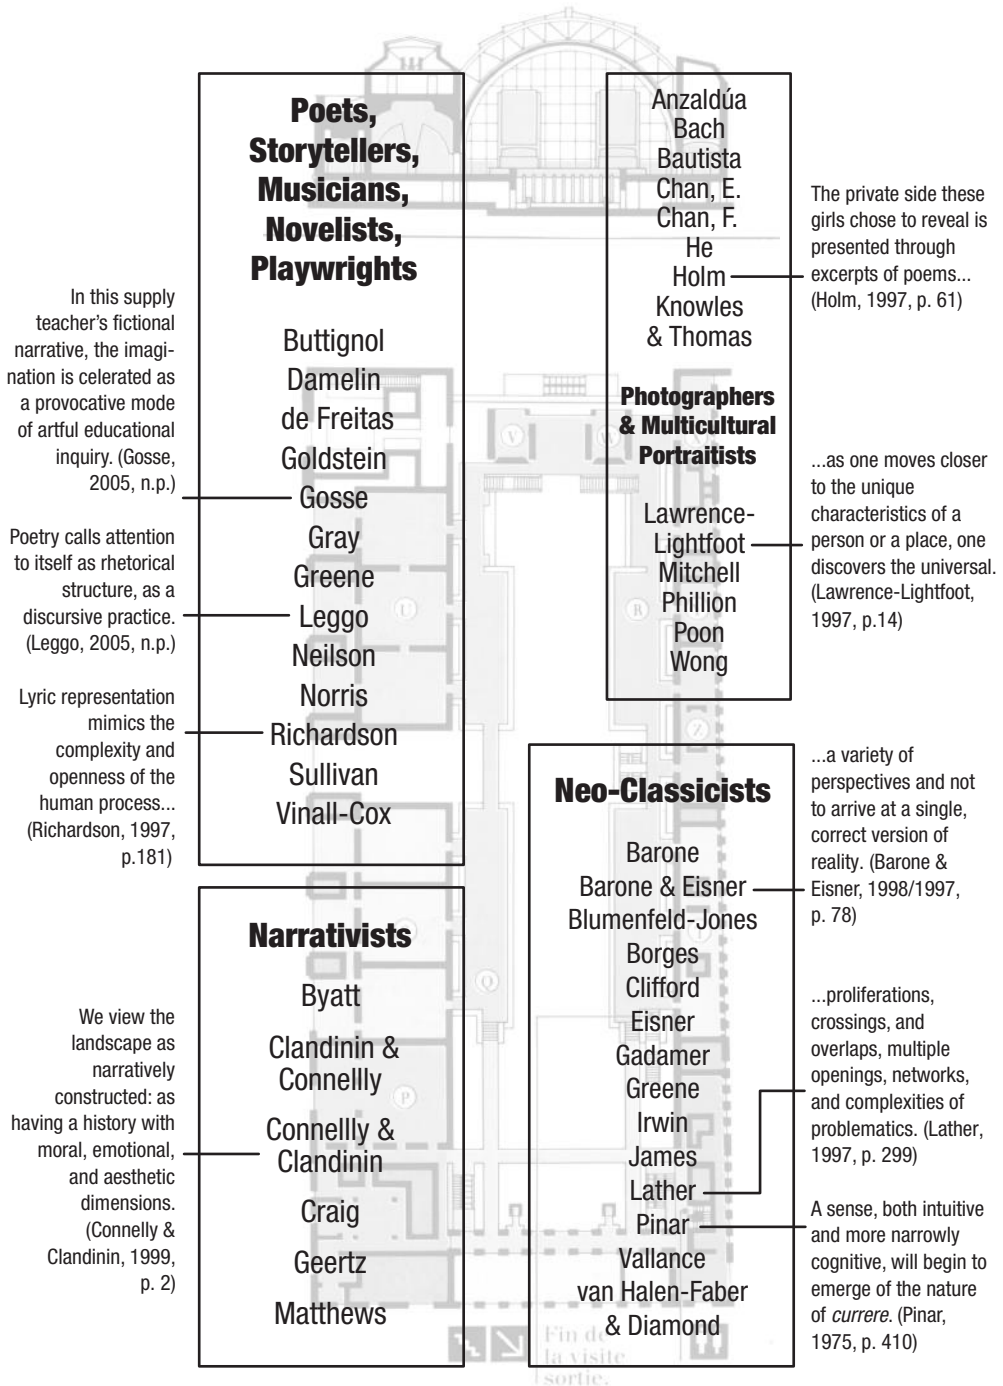 Poets,
Storytellers,
Musicians,
Novelists,
Playwrights
Buttignol
Damelin
de Freitas
Goldstein
Gosse
Gray
Greene
Leggo
Neilson
Norris
Richardson
Sullivan
Vinall-Cox
In this supply
teacher’s fictional
narrative, the imagi-
nation is celerated as
a provocative mode
of artful educational
inquiry. (Gosse,
2005, n.p.)
Poetry calls attention
to itself as rhetorical
structure, as a
discursive practice.
(Leggo, 2005, n.p.)
Lyric representation
mimics the
complexity and
openness of the
human process...
(Richardson, 1997,
p.181)
Narrativists
Byatt
Clandinin &
Connellly
Connellly &
Clandinin
Craig
Geertz
Matthews
We view the
landscape as
narratively
constructed: as
having a history with
moral, emotional,
and aesthetic
dimensions.
(Connelly &
Clandinin, 1999,
p. 2)
Anzaldúa
Bach
Bautista
Chan, E.
Chan, F.
He
Holm
Knowles
& Thomas
Photographers
& Multicultural
Portraitists
Lawrence-
Lightfoot
Mitchell
Phillion
Poon
Wong
The private side these
girls chose to reveal is
presented through
excerpts of poems...
(Holm, 1997, p. 61)
...as one moves closer
to the unique
characteristics of a
person or a place, one
discovers the universal.
(Lawrence-Lightfoot,
1997, p.14)
Neo-Classicists
Barone
Barone & Eisner
Blumenfeld-Jones
Borges
Clifford
Eisner
Gadamer
Greene
Irwin
James
Lather
Pinar
Vallance
van Halen-Faber
& Diamond
...a variety of
perspectives and not
to arrive at a single,
correct version of
reality. (Barone &
Eisner, 1998/1997,
p. 78)
...proliferations,
crossings, and
overlaps, multiple
openings, networks,
and complexities of
problematics. (Lather,
1997, p. 299)
A sense, both intuitive
and more narrowly
cognitive, will begin to
emerge of the nature
of currere. (Pinar,
1975, p. 410)
V
W
U
R
Z
Q
P
Fin de
la visite
sortie.